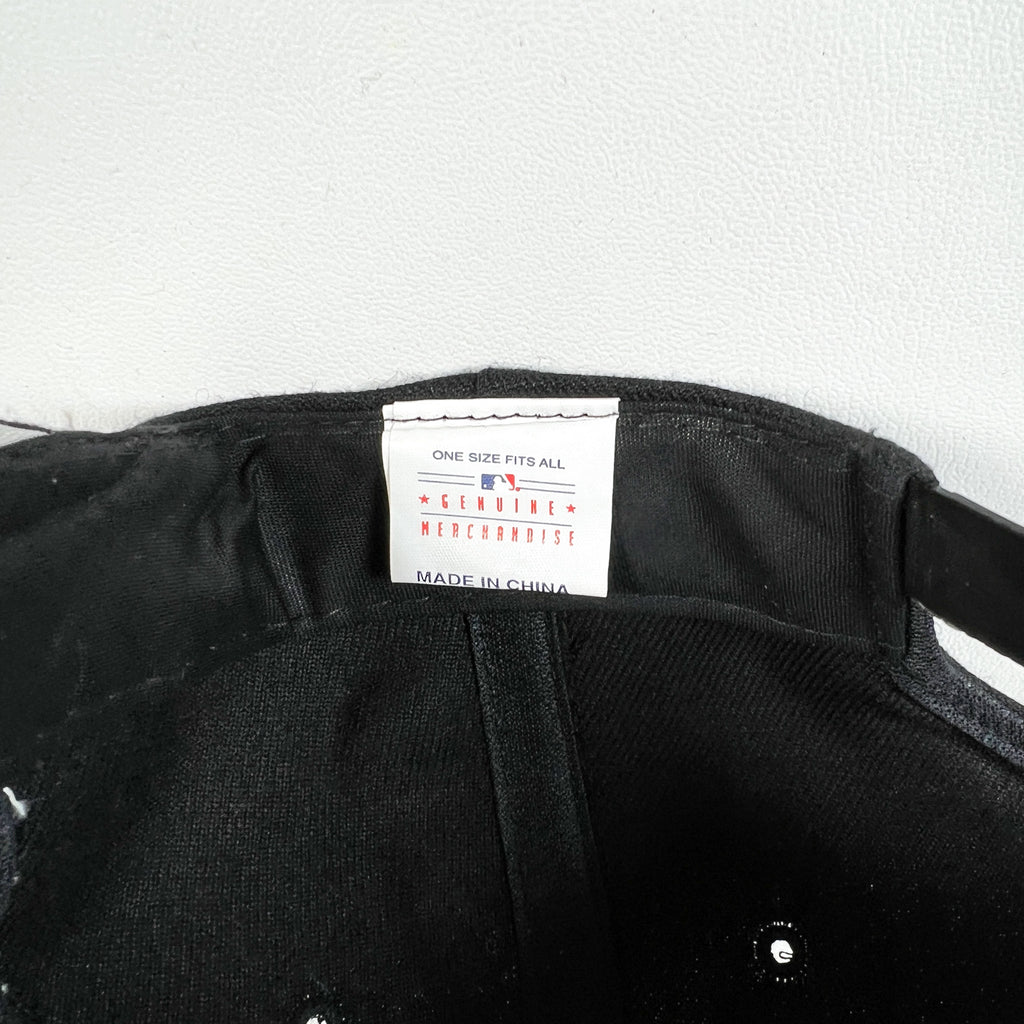 ONE SIZE FITS ALL
★ GENUINE ★
MERCHANDISE
MADE IN CHINA